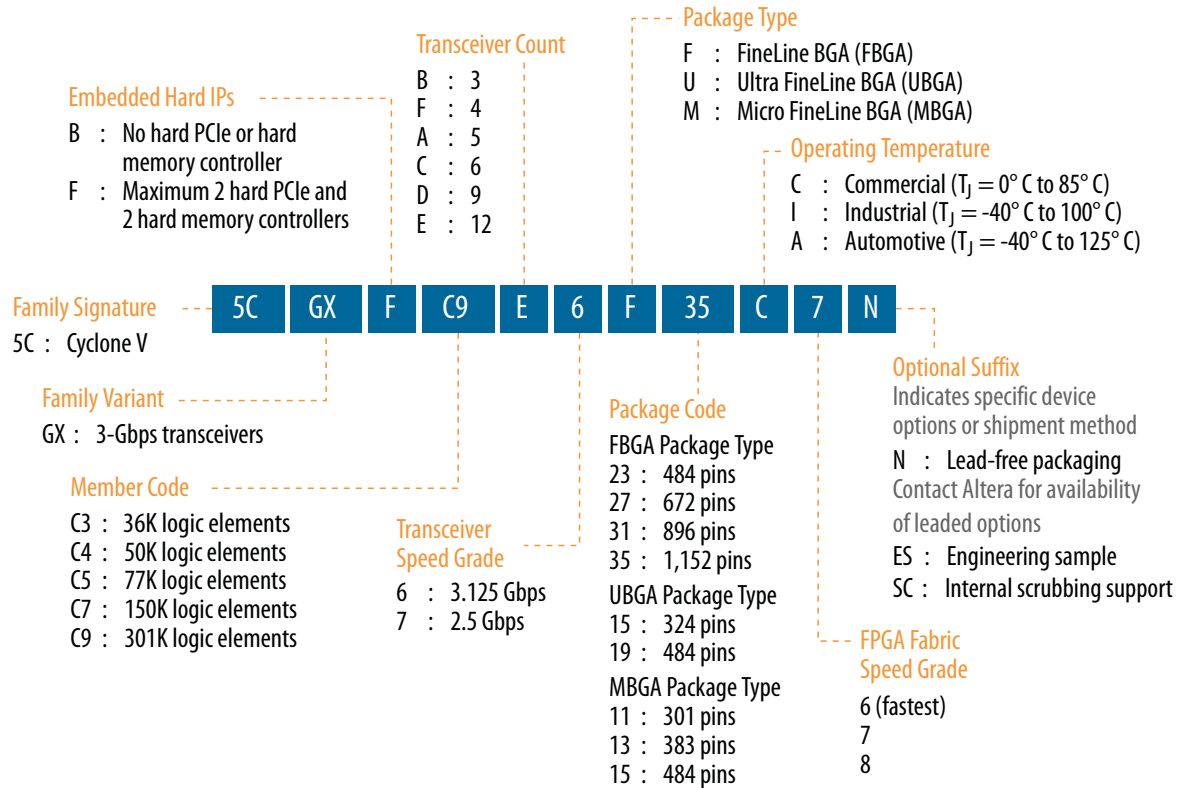 Package Type
F : FineLine BGA (FBGA)
U : Ultra FineLine BGA (UBGA)
M : Micro FineLine BGA (MBGA)
Transceiver Count
B : 3
F : 4
A : 5
C : 6
D : 9
E : 12
Embedded Hard IPs
B : No hard PCIe or hard
memory controller
F : Maximum 2 hard PCIe and
2 hard memory controllers
Operating Temperature
C : Commercial (TJ = 0° C to 85° C)
I : Industrial (TJ = -40° C to 100° C)
A : Automotive (TJ = -40° C to 125° C)
Family Signature
5C : Cyclone V
5C GX F C9 E 6 F 35 C 7 N
Family Variant
GX : 3-Gbps transceivers
Member Code
C3 : 36K logic elements
C4 : 50K logic elements
C5 : 77K logic elements
C7 : 150K logic elements
C9 : 301K logic elements
Transceiver
Speed Grade
6 : 3.125 Gbps
7 : 2.5 Gbps
Package Code
FBGA Package Type
23 : 484 pins
27 : 672 pins
31 : 896 pins
35 : 1,152 pins
UBGA Package Type
15 : 324 pins
19 : 484 pins
MBGA Package Type
11 : 301 pins
13 : 383 pins
15 : 484 pins
FPGA Fabric
Speed Grade
6 (fastest)
7
8
Optional Suffix
Indicates specific device
options or shipment method
N : Lead-free packaging
Contact Altera for availability
of leaded options
ES : Engineering sample
SC : Internal scrubbing support